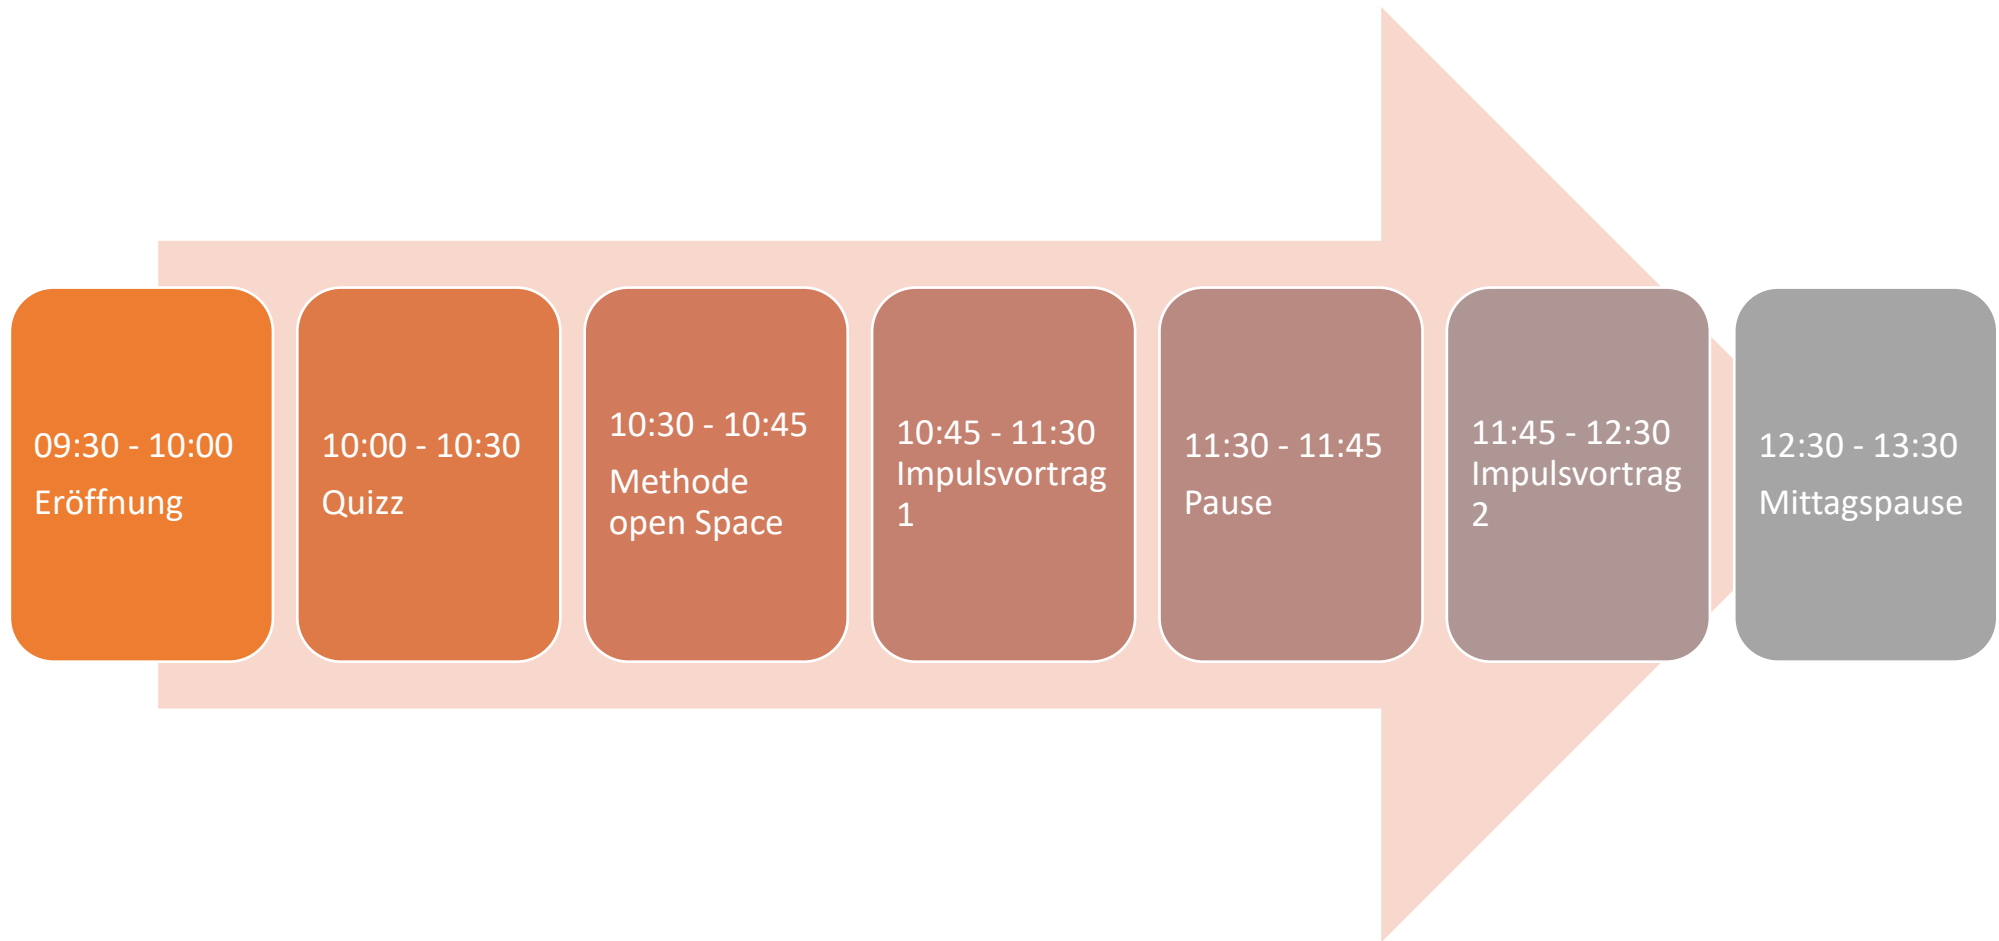 09:30 - 10:00
Eröffnung
10:00 - 10:30
Quizz
10:30 - 10:45
Methode
open Space
10:45 - 11:30
Impulsvortrag
1
11:30 - 11:45
Pause
11:45 - 12:30
Impulsvortrag
2
12:30 - 13:30
Mittagspause